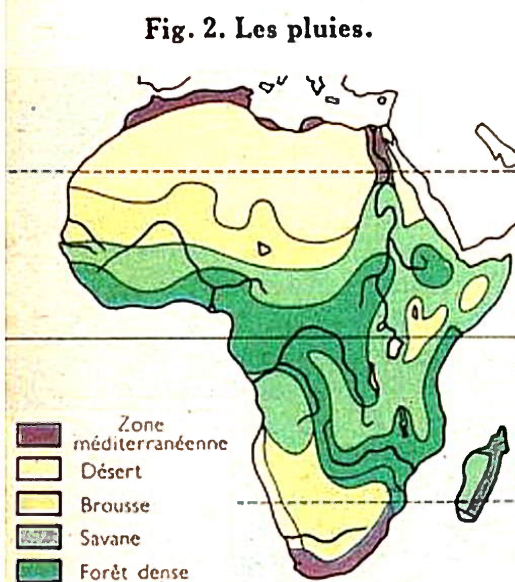 Fig. 2. Les pluies.
Zone
méditerranéenne
Désert
Brousse
Savane
Forêt dense